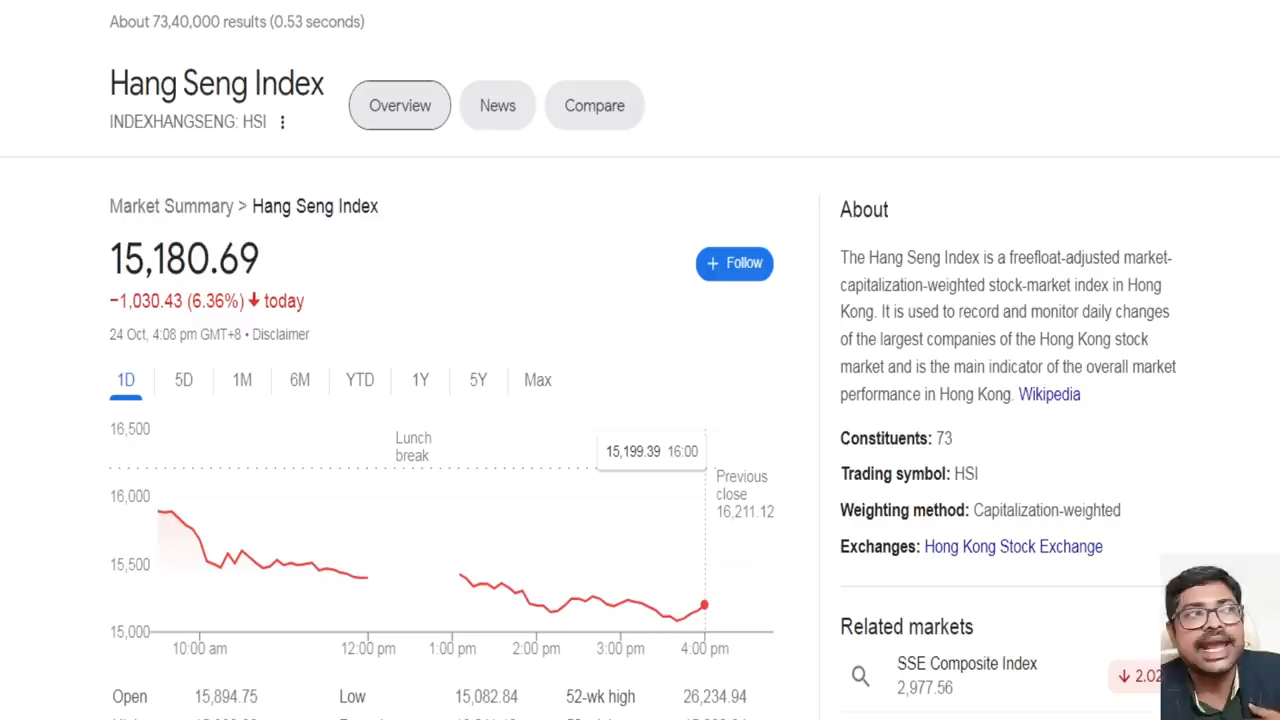 About 73,40,000 results (0.53 seconds)
Hang Seng Index
INDEXHANGSENG: HSI
Overview
News
Compare
Market Summary > Hang Seng Index
15,180.69
−1,030.43 (6.36%) ↓ today
24 Oct, 4:08 pm GMT+8 • Disclaimer
+ Follow
1D 5D 1M 6M YTD 1Y 5Y Max
16,500
16,000
15,500
15,000
Lunch
break
15,199.39 16:00
Previous
close
16,211.12
10:00 am 12:00 pm 1:00 pm 2:00 pm 3:00 pm 4:00 pm
Open 15,894.75 Low 15,082.84 52-wk high 26,234.94
About
The Hang Seng Index is a freefloat-adjusted market-
capitalization-weighted stock-market index in Hong
Kong. It is used to record and monitor daily changes
of the largest companies of the Hong Kong stock
market and is the main indicator of the overall market
performance in Hong Kong. Wikipedia
Constituents: 73
Trading symbol: HSI
Weighting method: Capitalization-weighted
Exchanges: Hong Kong Stock Exchange
Related markets
SSE Composite Index
2,977.56
↓ 2.02